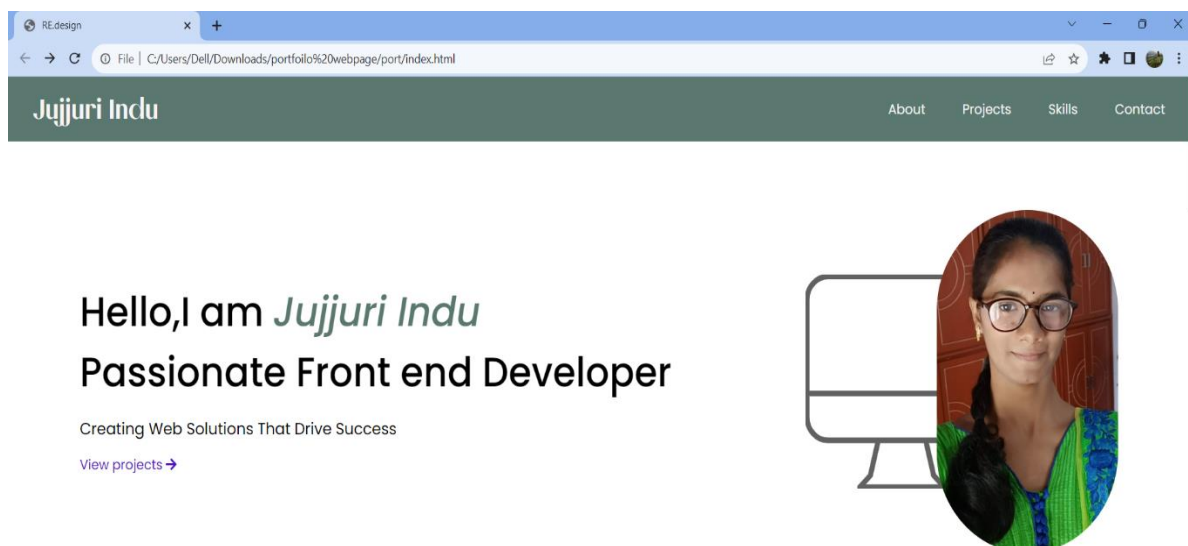 RE.design
File | C:/Users/Dell/Downloads/portfoilo%20webpage/port/index.html
Jujjuri Indu
About Projects Skills Contact
Hello,I am Jujjuri Indu
Passionate Front end Developer
Creating Web Solutions That Drive Success
View projects →